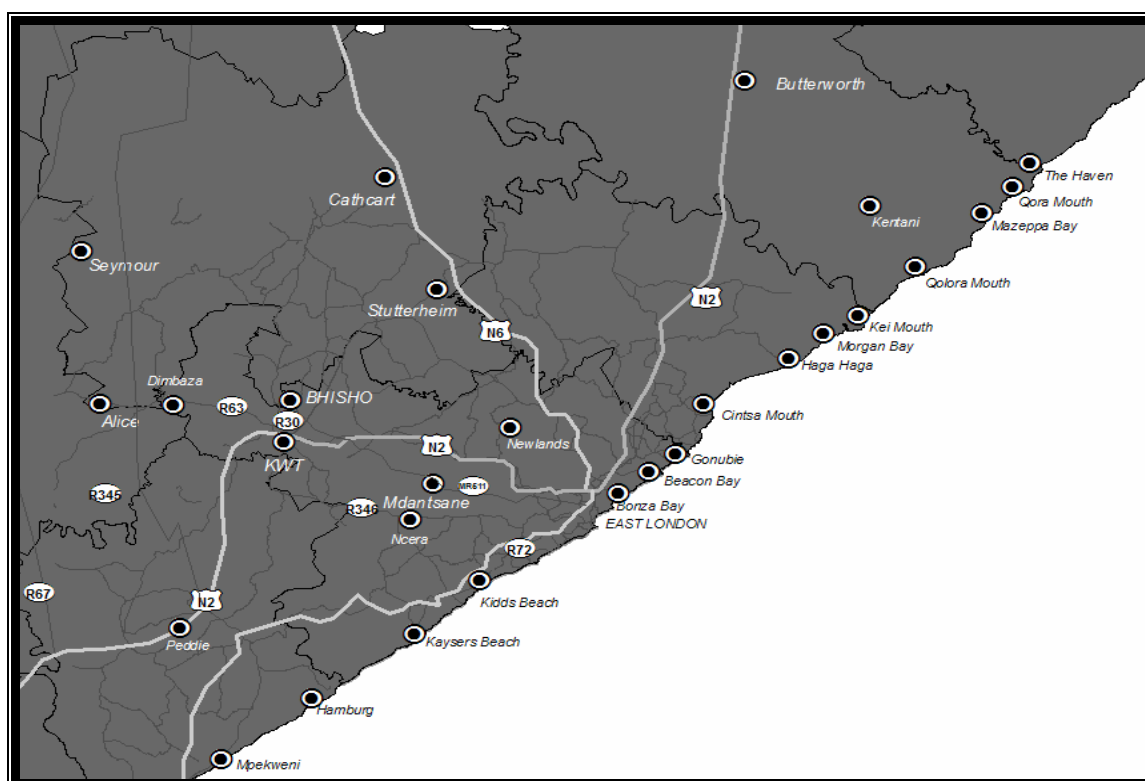 Butterworth
The Haven
Cathcart
Qora Mouth
Kentani
Mazeppa Bay
Seymour
Qolora Mouth
Stutterheim
N2
Kei Mouth
N6
Morgan Bay
Haga Haga
Dimbaza
BHISHO
R63
Alice
Cintsa Mouth
R30
Newlands
N2
KWT
Gonubie
Beacon Bay
MR511
R345
Mdantsane
Bonza Bay
R346
EAST LONDON
Ncera
R72
R67
N2
Kidds Beach
Peddie
Kaysers Beach
Hamburg
Mpekweni